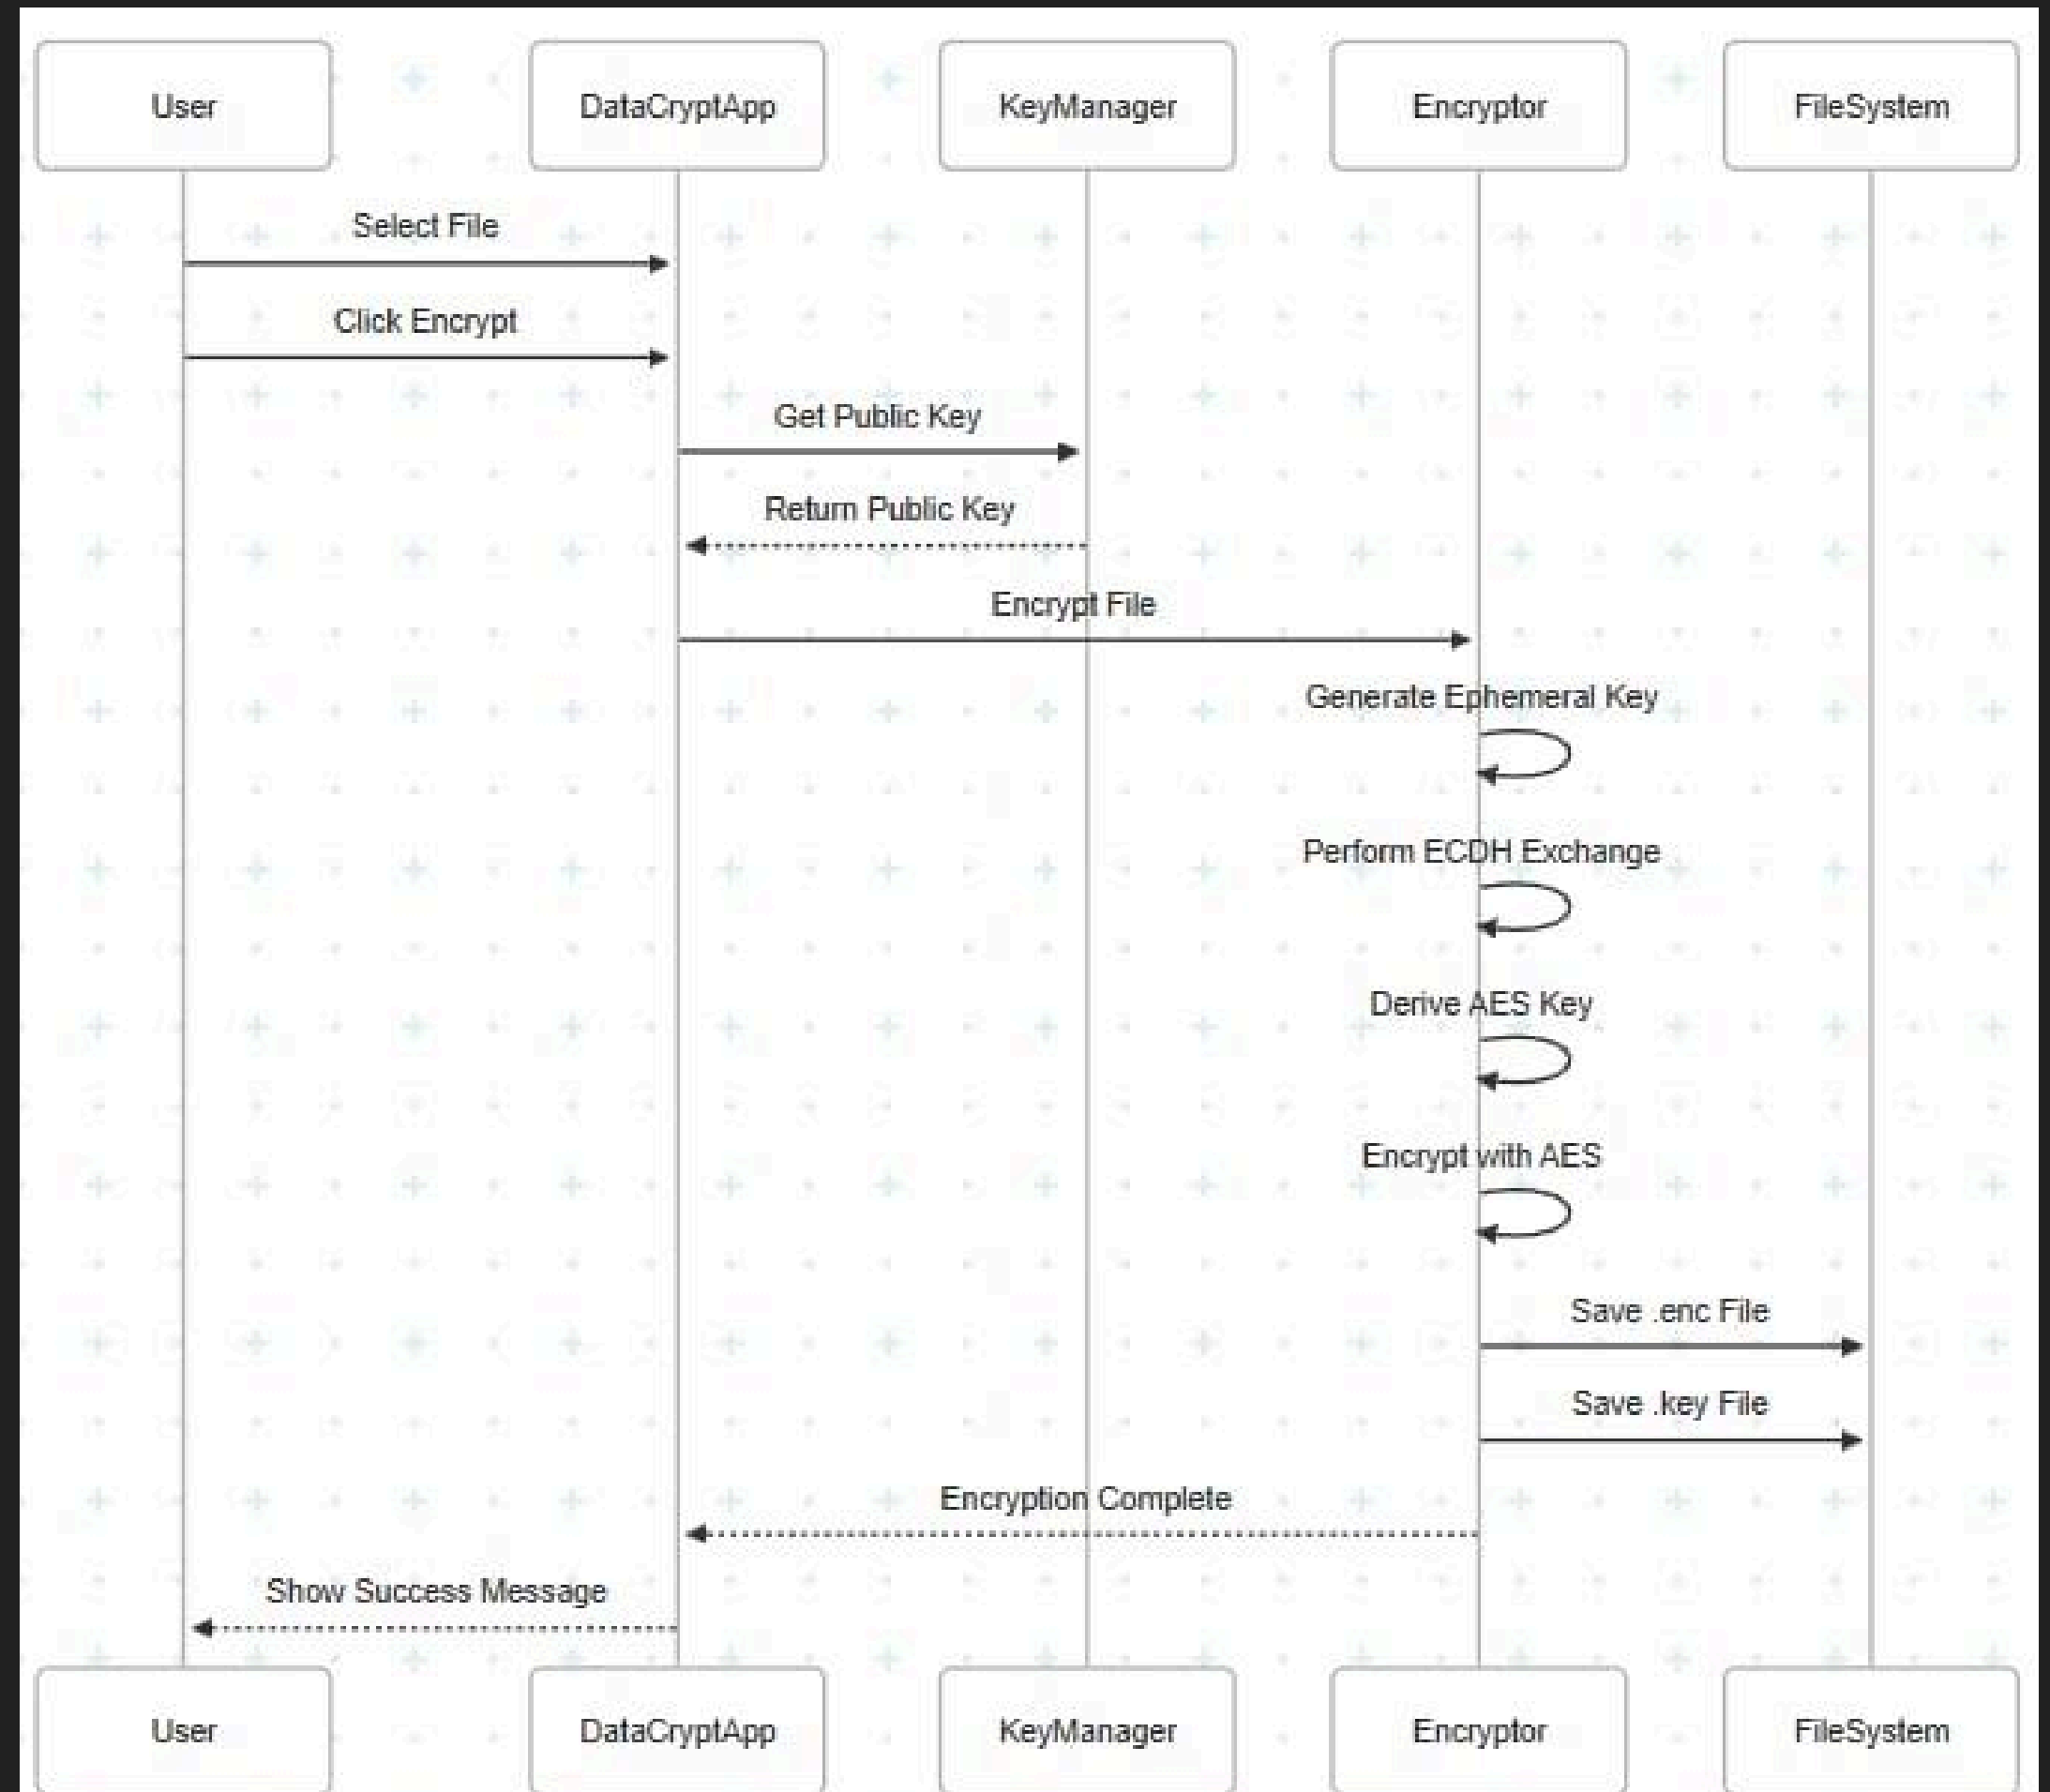 User
DataCryptApp
KeyManager
Encryptor
FileSystem
Select File
Click Encrypt
Get Public Key
Return Public Key
Encrypt File
Generate Ephemeral Key
Perform ECDH Exchange
Derive AES Key
Encrypt with AES
Save .enc File
Save .key File
Encryption Complete
Show Success Message
User
DataCryptApp
KeyManager
Encryptor
FileSystem